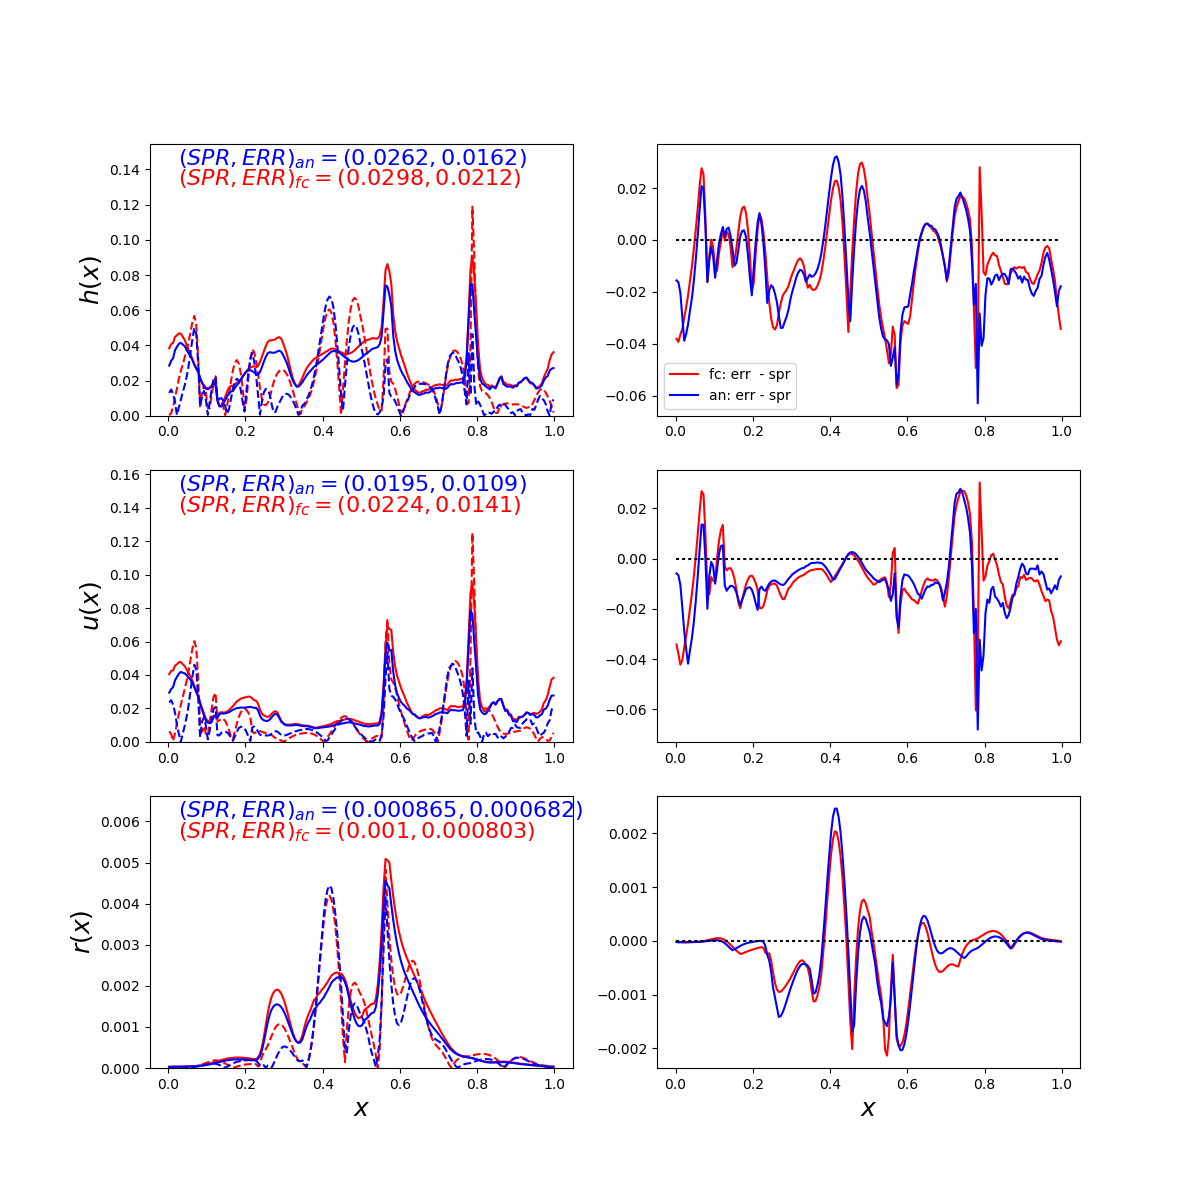 (SPR, ERR)an = (0.0262, 0.0162)
(SPR, ERR)fc = (0.0298, 0.0212)
h(x)
0.14
0.12
0.10
0.08
0.06
0.04
0.02
0.00
0.0 0.2 0.4 0.6 0.8 1.0
0.02
0.00
−0.02
−0.04
−0.06
fc: err - spr
an: err - spr
0.0 0.2 0.4 0.6 0.8 1.0
(SPR, ERR)an = (0.0195, 0.0109)
(SPR, ERR)fc = (0.0224, 0.0141)
u(x)
0.16
0.14
0.12
0.10
0.08
0.06
0.04
0.02
0.00
0.0 0.2 0.4 0.6 0.8 1.0
0.02
0.00
−0.02
−0.04
−0.06
0.0 0.2 0.4 0.6 0.8 1.0
(SPR, ERR)an = (0.000865, 0.000682)
(SPR, ERR)fc = (0.001, 0.000803)
r(x)
0.006
0.005
0.004
0.003
0.002
0.001
0.000
0.0 0.2 0.4 0.6 0.8 1.0
x
0.002
0.001
0.000
−0.001
−0.002
0.0 0.2 0.4 0.6 0.8 1.0
x